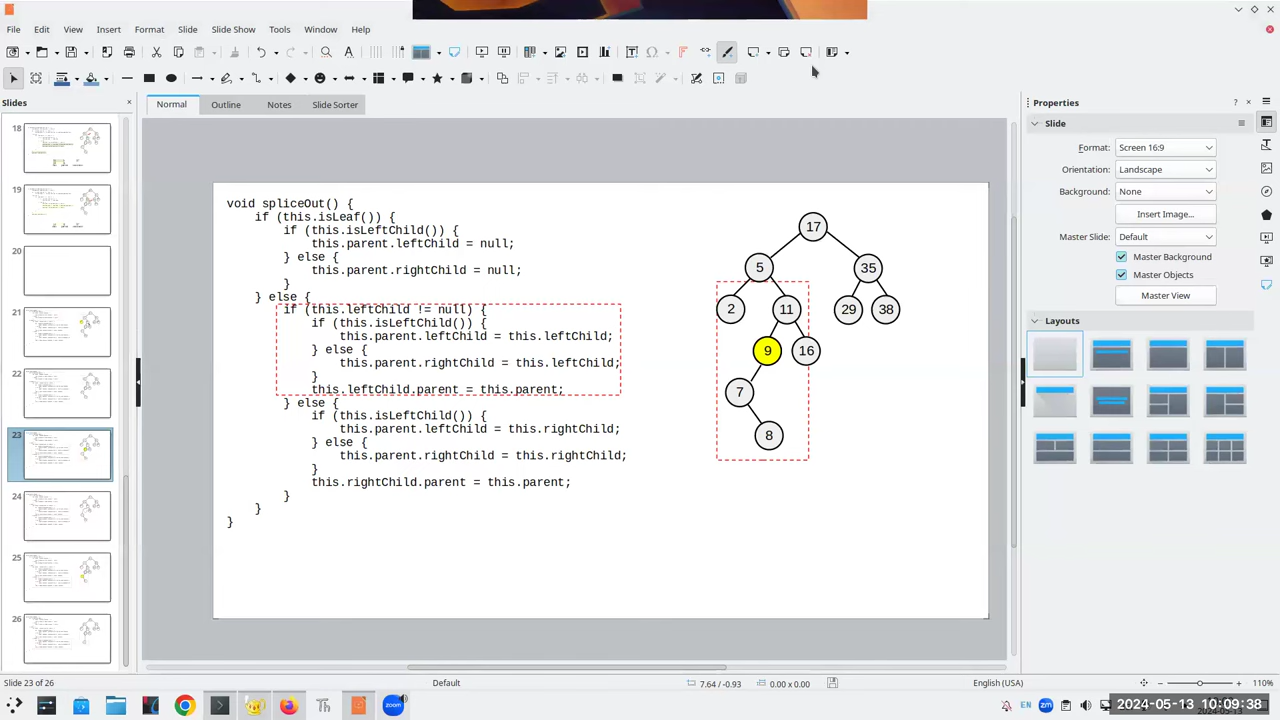 File Edit View Insert Format Slide Slide Show Tools Window Help
Slides
Normal Outline Notes Slide Sorter
18
19
20
21
22
23
24
25
26
void spliceOut() {
if (this.isLeaf()) {
if (this.isLeftChild()) {
this.parent.leftChild = null;
} else {
this.parent.rightChild = null;
}
} else {
if (this.leftChild != null) {
if (this.isLeftChild()) {
this.parent.leftChild = this.leftChild;
} else {
this.parent.rightChild = this.leftChild;
}
this.leftChild.parent = this.parent;
} else {
if (this.isLeftChild()) {
this.parent.leftChild = this.rightChild;
} else {
this.parent.rightChild = this.rightChild;
}
this.rightChild.parent = this.parent;
}
}
}
17
5 35
2 11 29 38
9 16
7
8
Properties
Slide
Format: Screen 16:9
Orientation: Landscape
Background: None
Insert Image...
Master Slide: Default
Master Background
Master Objects
Master View
Layouts
Slide 23 of 26 Default 7.64 / -0.93 0.00 x 0.00 English (USA) 110%
Th zoom EN zm 2024-05-13 10:09:38